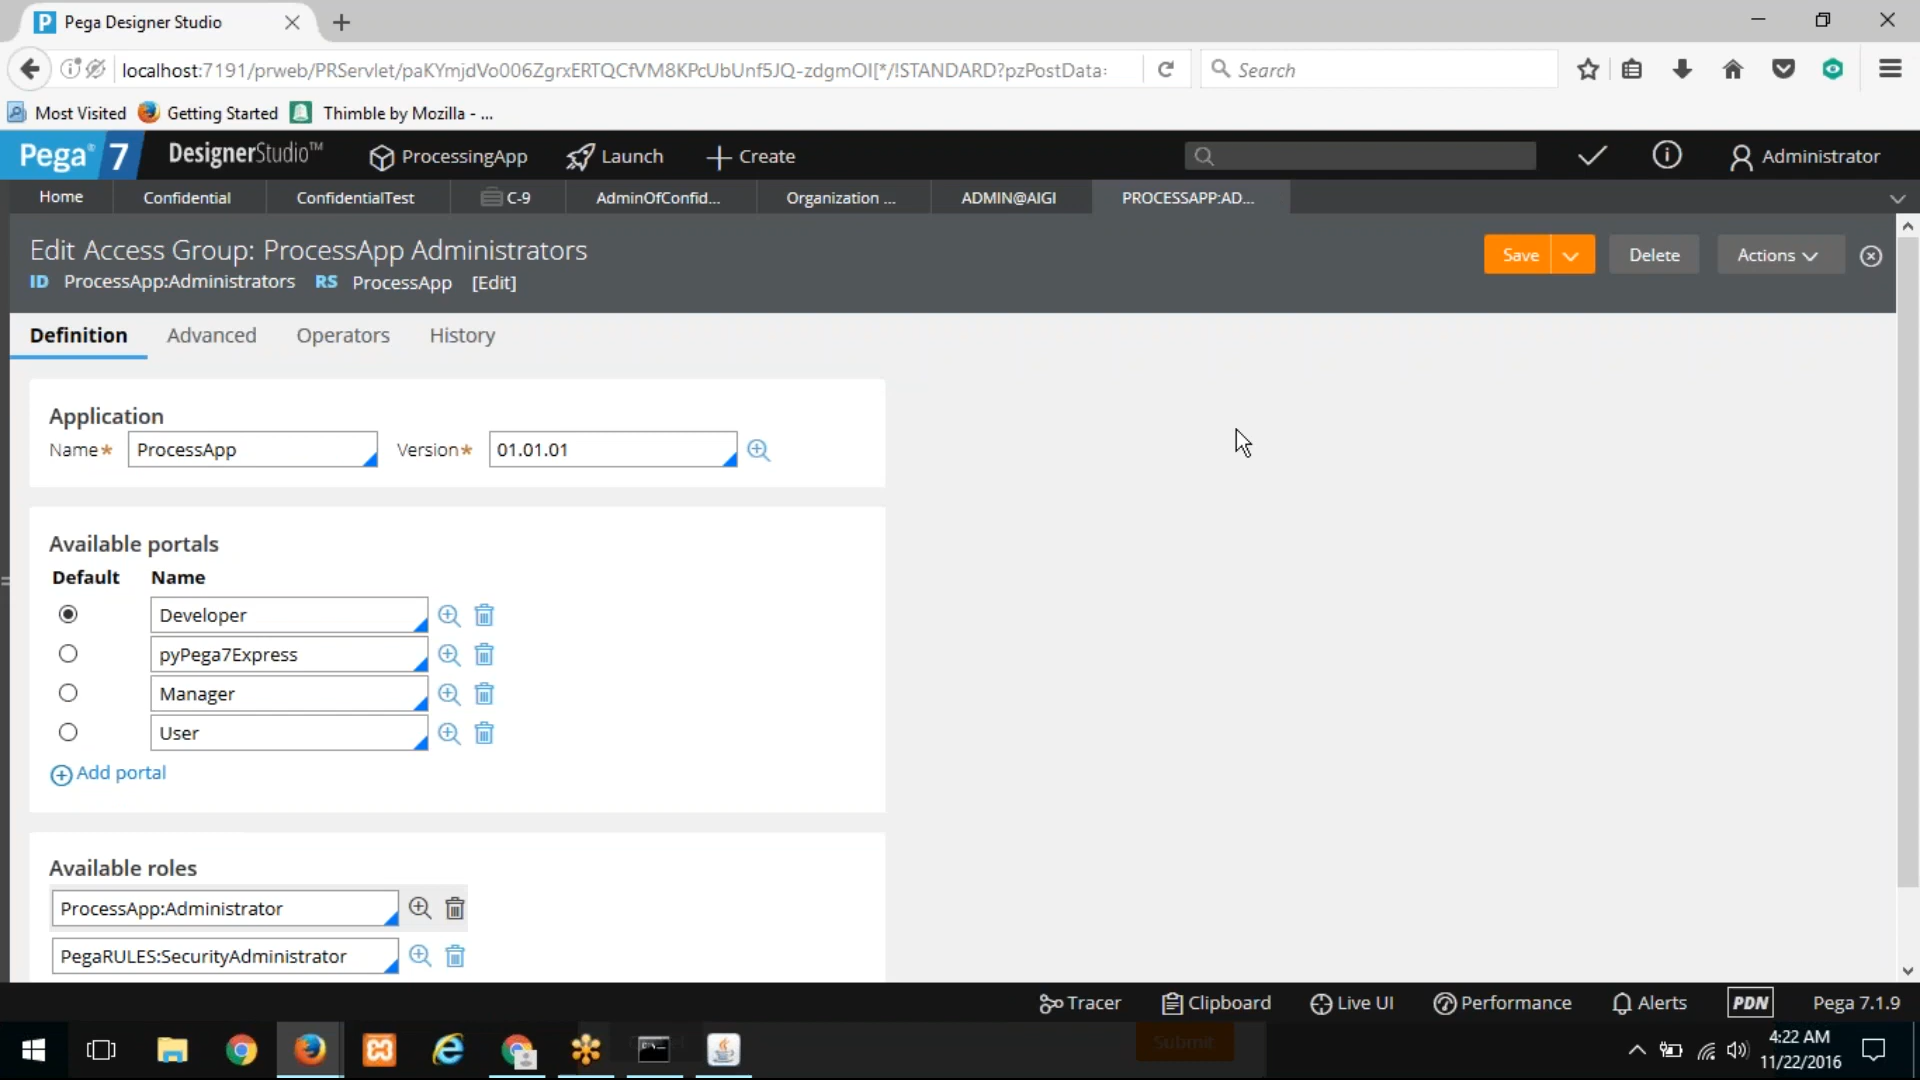 Pega Designer Studio
localhost:7191/prweb/PRServlet/paKYmjdVo006ZgrxERTQCfVM8KPcUbUnf5JQ-zdgmOI[*/!STANDARD?pzPostData:
Search
Most Visited Getting Started Thimble by Mozilla - ...
Pega® 7 DesignerStudio™ ProcessingApp Launch Create Administrator
Home Confidential ConfidentialTest C-9 AdminOfConfid... Organization ... ADMIN@AIGI PROCESSAPP:AD...
Edit Access Group: ProcessApp Administrators
Save Delete Actions
ID ProcessApp:Administrators RS ProcessApp [Edit]
Definition Advanced Operators History
Application
Name* ProcessApp Version* 01.01.01
Available portals
Default Name
Developer
pyPega7Express
Manager
User
Add portal
Available roles
ProcessApp:Administrator
PegaRULES:SecurityAdministrator
Tracer Clipboard Live UI Performance Alerts PDN Pega 7.1.9
Submit
4:22 AM
11/22/2016